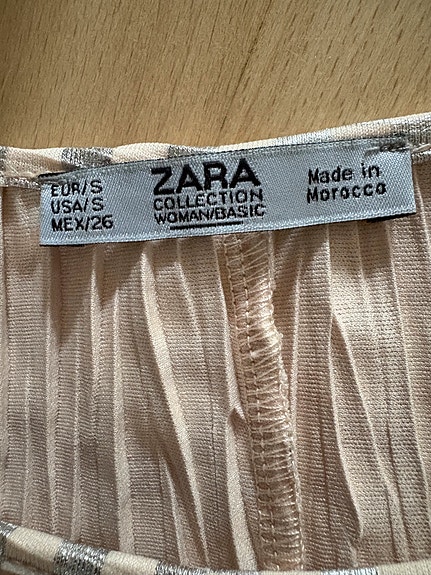 EUR/S
USA/S
MEX/26
ZARA
COLLECTION
WOMAN/BASIC
Made in
Morocco